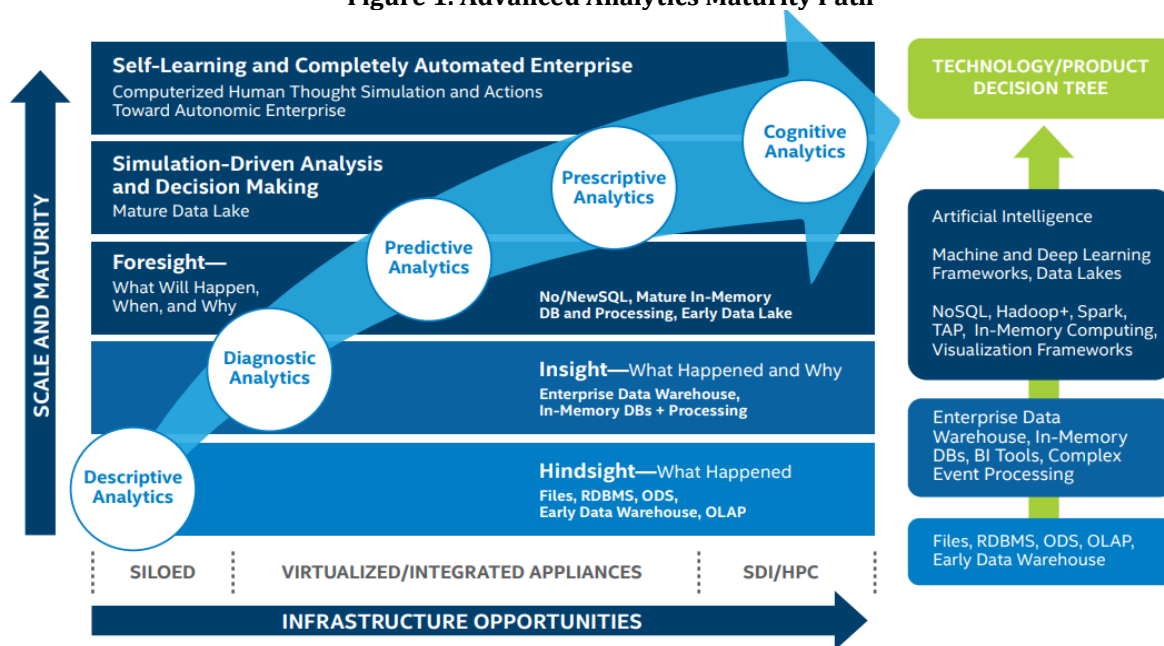 Figure 1. Advanced Analytics Maturity Path
SCALE AND MATURITY
Self-Learning and Completely Automated Enterprise
Computerized Human Thought Simulation and Actions
Toward Autonomic Enterprise
Simulation-Driven Analysis
and Decision Making
Mature Data Lake
Foresight—
What Will Happen,
When, and Why
No/NewSQL, Mature In-Memory
DB and Processing, Early Data Lake
Insight—What Happened and Why
Enterprise Data Warehouse,
In-Memory DBs + Processing
Hindsight—What Happened
Files, RDBMS, ODS,
Early Data Warehouse, OLAP
Descriptive
Analytics
Diagnostic
Analytics
Predictive
Analytics
Prescriptive
Analytics
Cognitive
Analytics
SILOED
VIRTUALIZED/INTEGRATED APPLIANCES
SDI/HPC
INFRASTRUCTURE OPPORTUNITIES
TECHNOLOGY/PRODUCT
DECISION TREE
Artificial Intelligence
Machine and Deep Learning
Frameworks, Data Lakes
NoSQL, Hadoop+, Spark,
TAP, In-Memory Computing,
Visualization Frameworks
Enterprise Data
Warehouse, In-Memory
DBs, BI Tools, Complex
Event Processing
Files, RDBMS, ODS, OLAP,
Early Data Warehouse